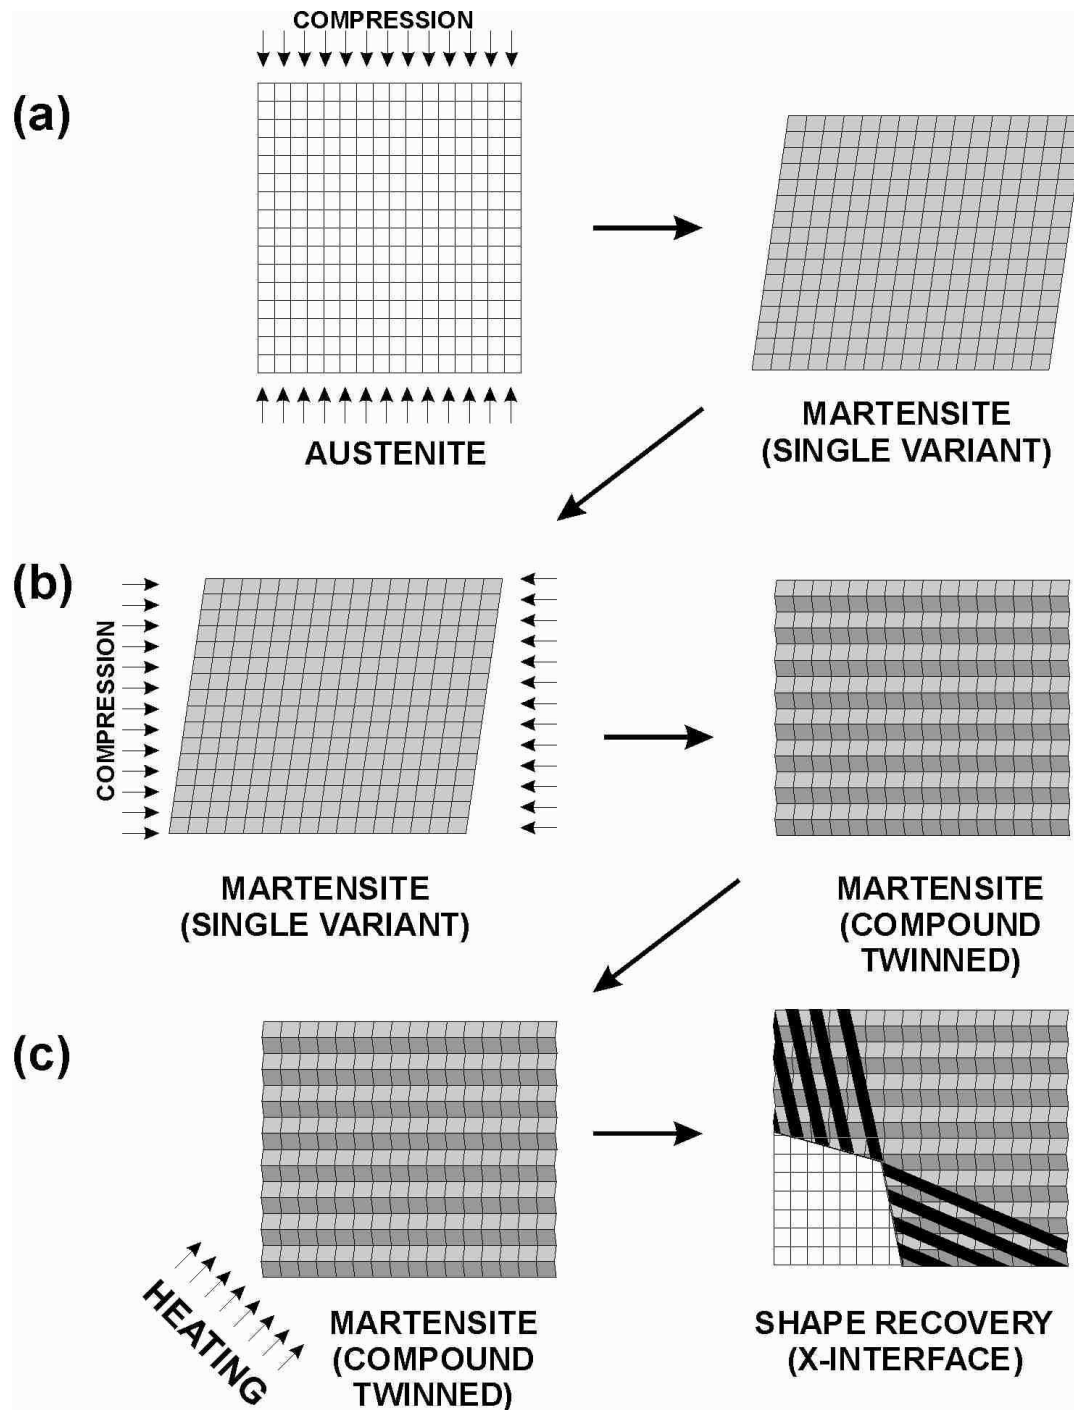 COMPRESSION
(a)
AUSTENITE
MARTENSITE
(SINGLE VARIANT)
(b)
COMPRESSION
MARTENSITE
(SINGLE VARIANT)
MARTENSITE
(COMPOUND
TWINNED)
(c)
HEATING
MARTENSITE
(COMPOUND
TWINNED)
SHAPE RECOVERY
(X-INTERFACE)